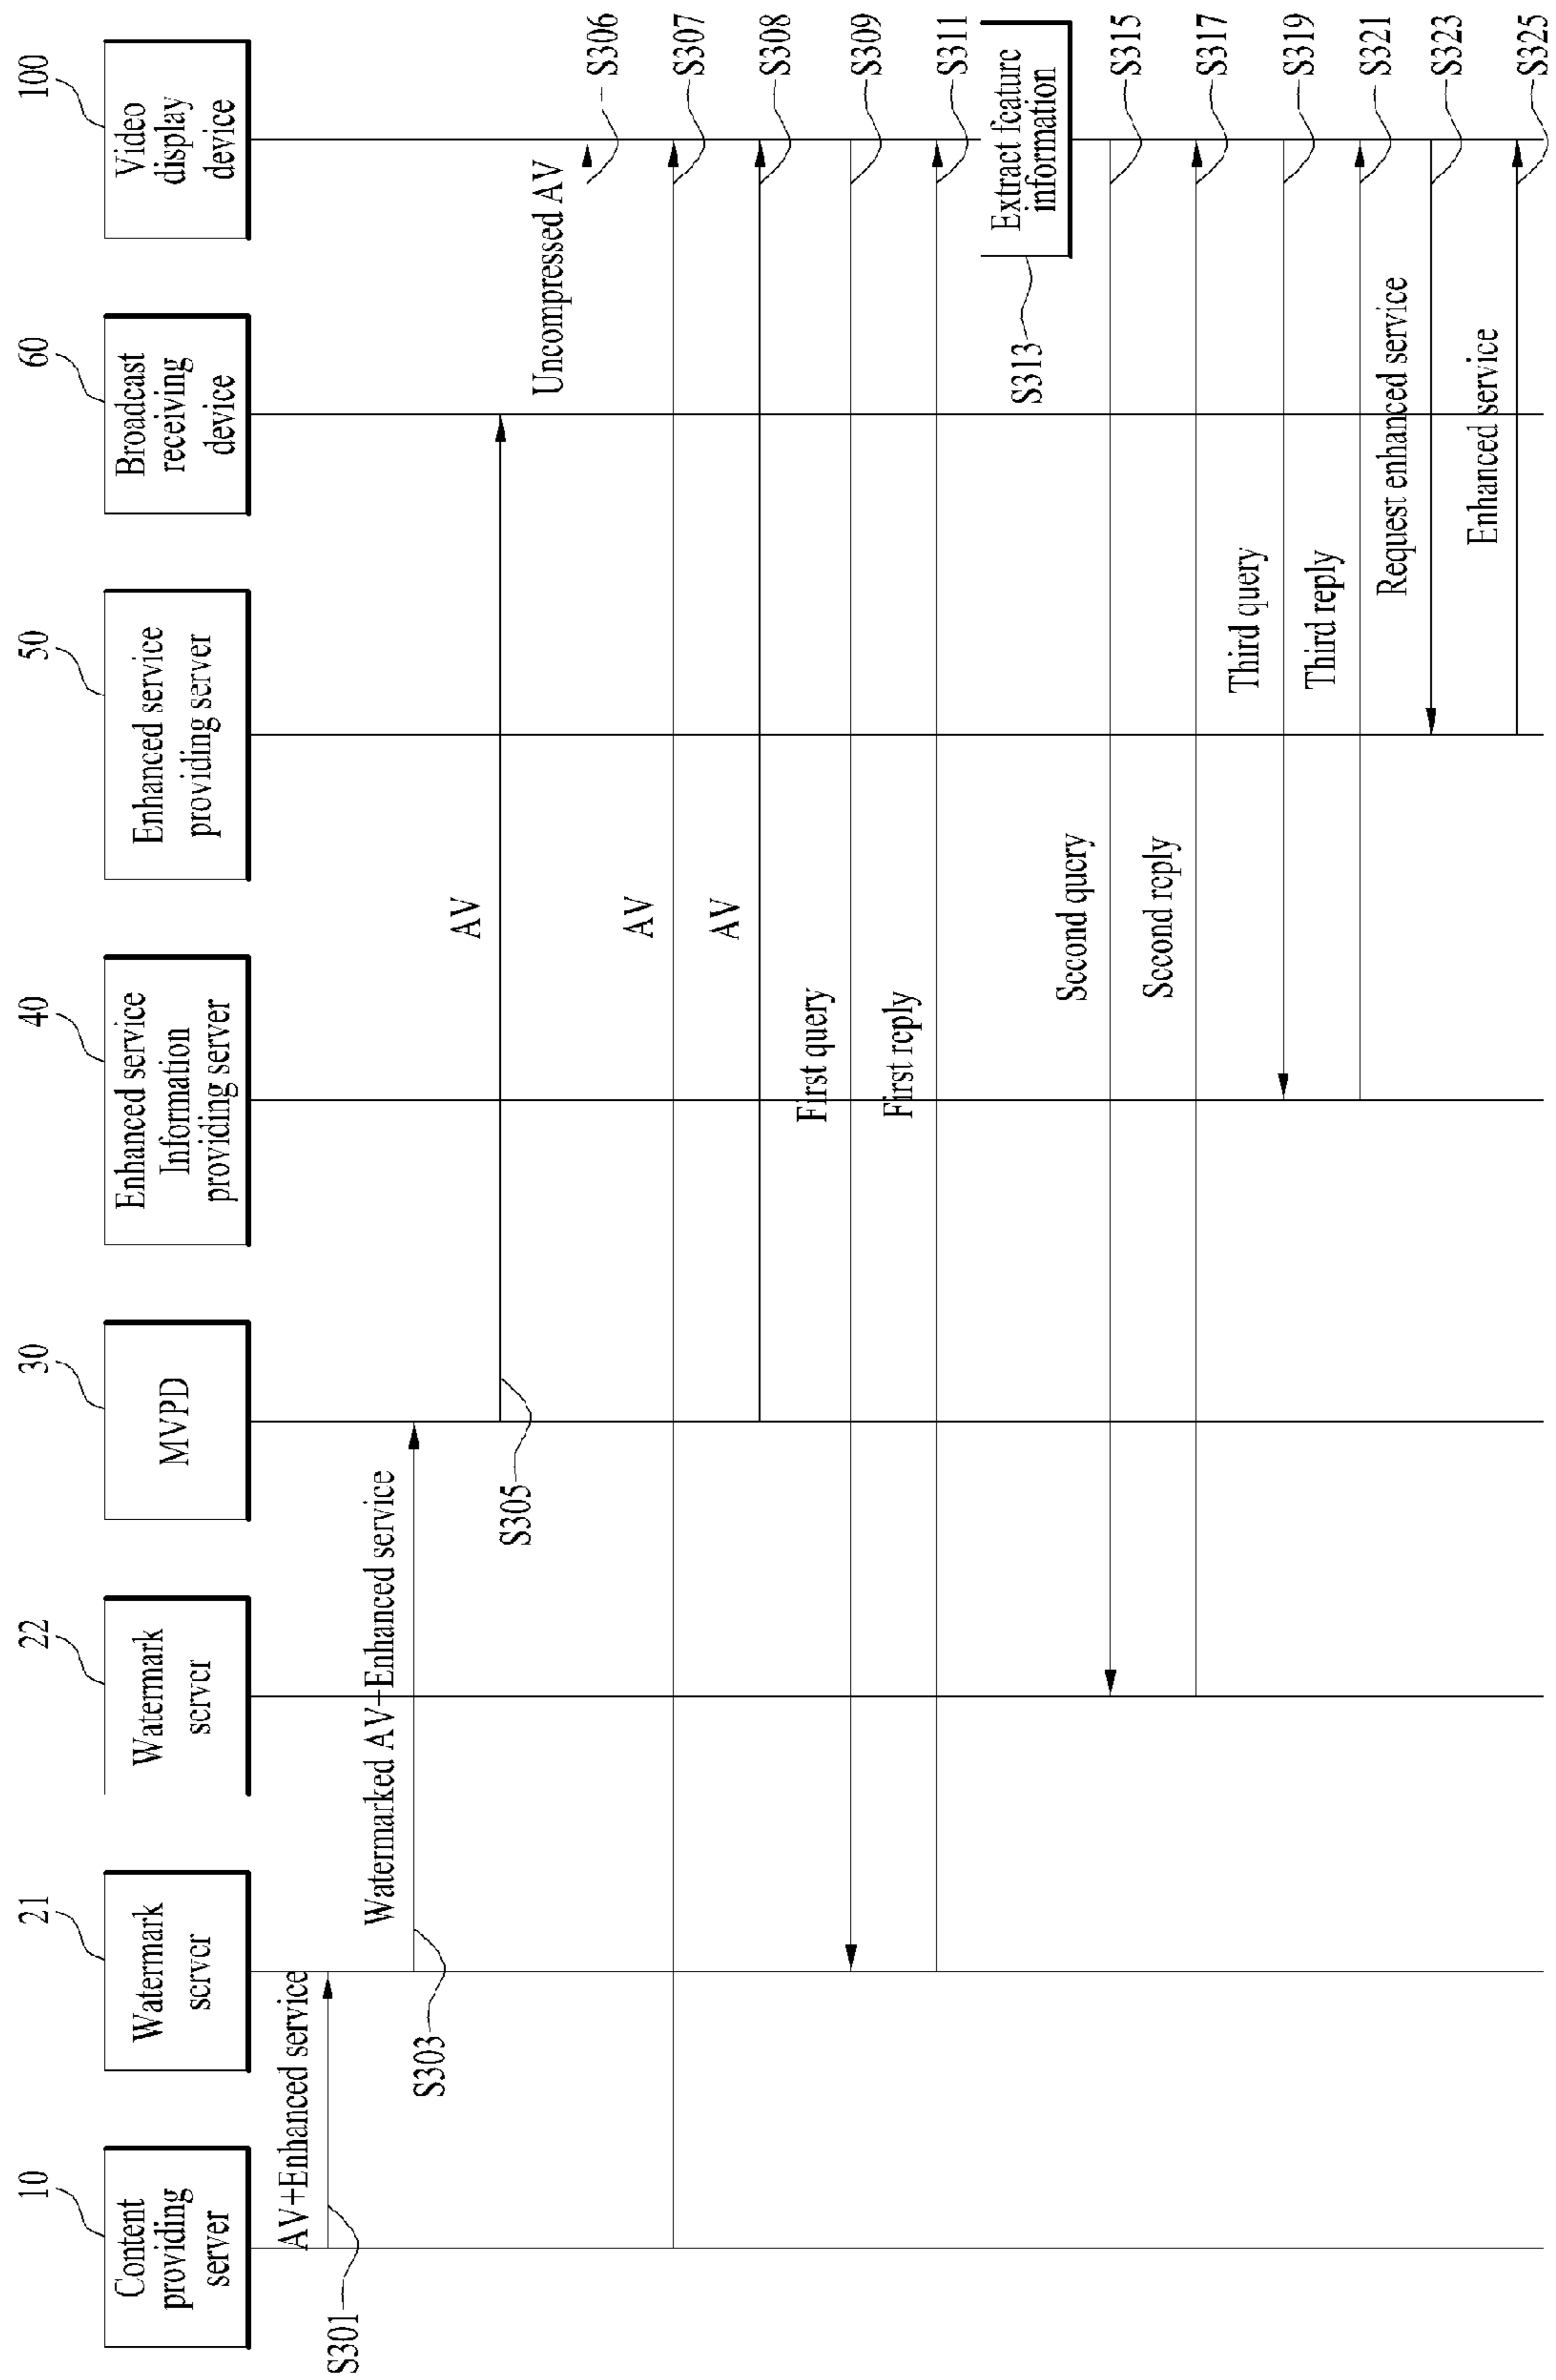 10
Content
providing
server
21
Watermark
server
22
Watermark
server
30
MVPD
40
Enhanced service
Information
providing server
50
Enhanced service
providing server
60
Broadcast
receiving
device
100
Video
display
device
AV+Enhanced service
S301
Watermarked AV+Enhanced service
S303
AV
S305
Uncompressed AV
S306
AV
S307
AV
S308
First query
S309
First reply
S311
Extract feature
information
S313
Second query
S315
Second reply
S317
Third query
S319
Third reply
S321
Request enhanced service
S323
Enhanced service
S325